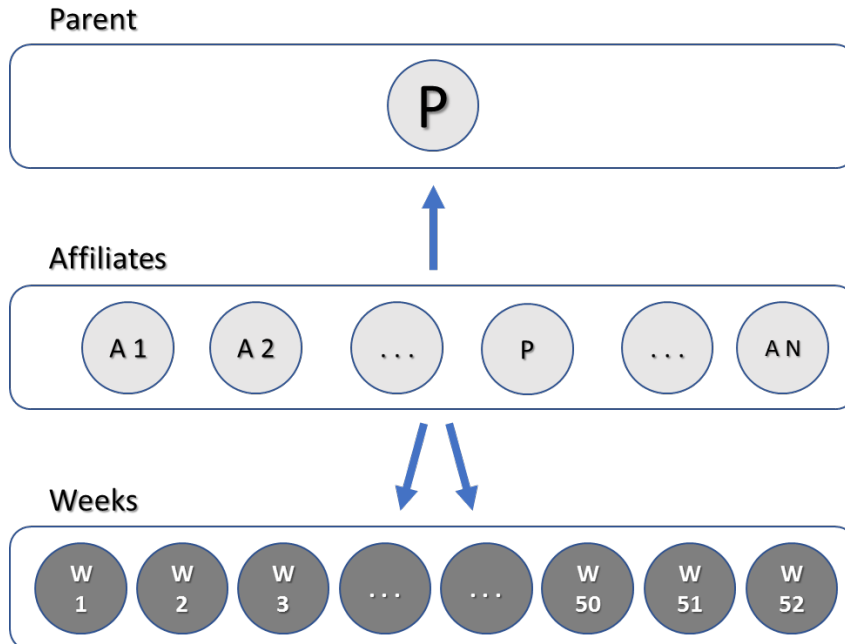 Parent
P
Affiliates
A 1 A 2 . . . P . . . A N
Weeks
W W W . . . . . . W W W
1 2 3 50 51 52